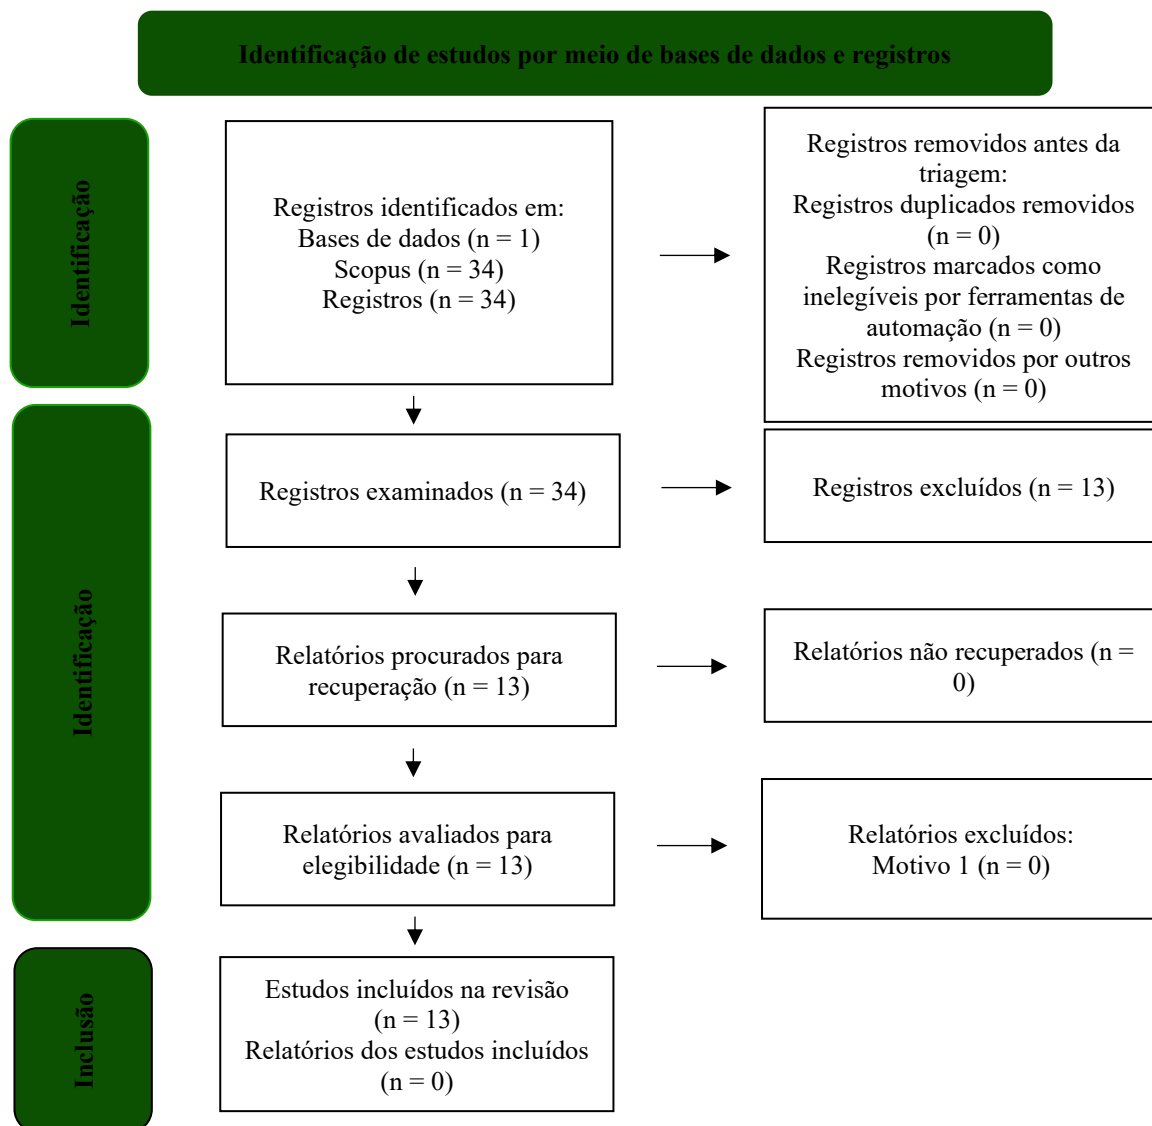 Identificação de estudos por meio de bases de dados e registros
Identificação
Registros identificados em:
Bases de dados (n = 1)
Scopus (n = 34)
Registros (n = 34)
Registros removidos antes da
triagem:
Registros duplicados removidos
(n = 0)
Registros marcados como
inelegíveis por ferramentas de
automação (n = 0)
Registros removidos por outros
motivos (n = 0)
Identificação
Registros examinados (n = 34)
Registros excluídos (n = 13)
Relatórios procurados para
recuperação (n = 13)
Relatórios não recuperados (n =
0)
Relatórios avaliados para
elegibilidade (n = 13)
Relatórios excluídos:
Motivo 1 (n = 0)
Inclusão
Estudos incluídos na revisão
(n = 13)
Relatórios dos estudos incluídos
(n = 0)